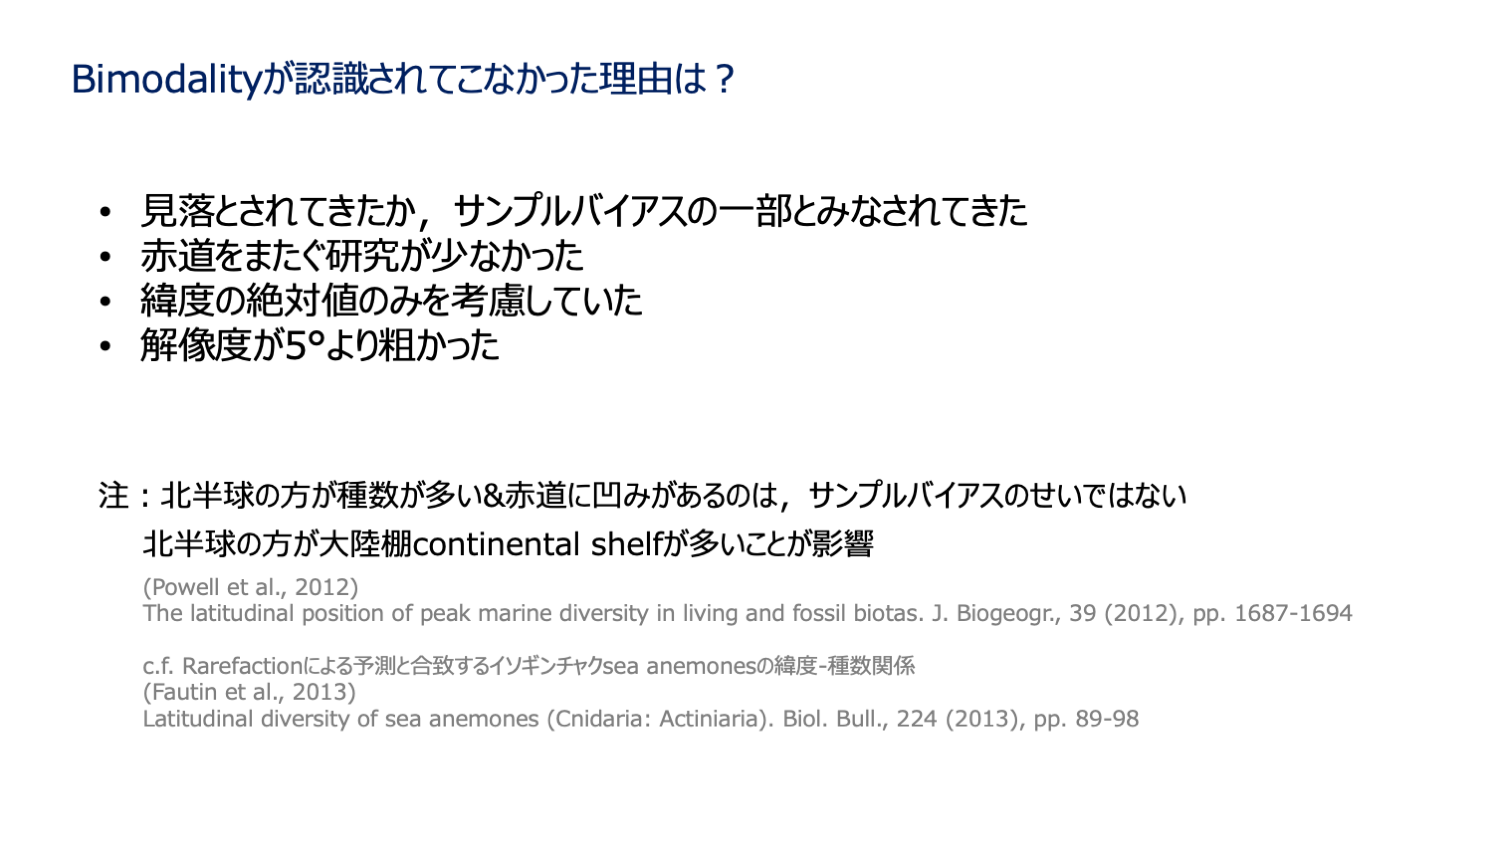 Bimodalityが認識されてこなかった理由は？
• 見落とされてきたか，サンプルバイアスの一部とみなされてきた
• 赤道をまたぐ研究が少なかった
• 緯度の絶対値のみを考慮していた
• 解像度が5°より粗かった
注：北半球の方が種数が多い&赤道に凹みがあるのは，サンプルバイアスのせいではない
北半球の方が大陸棚continental shelfが多いことが影響
(Powell et al., 2012)
The latitudinal position of peak marine diversity in living and fossil biotas. J. Biogeogr., 39 (2012), pp. 1687-1694
c.f. Rarefactionによる予測と合致するイソギンチャクsea anemonesの緯度-種数関係
(Fautin et al., 2013)
Latitudinal diversity of sea anemones (Cnidaria: Actiniaria). Biol. Bull., 224 (2013), pp. 89-98